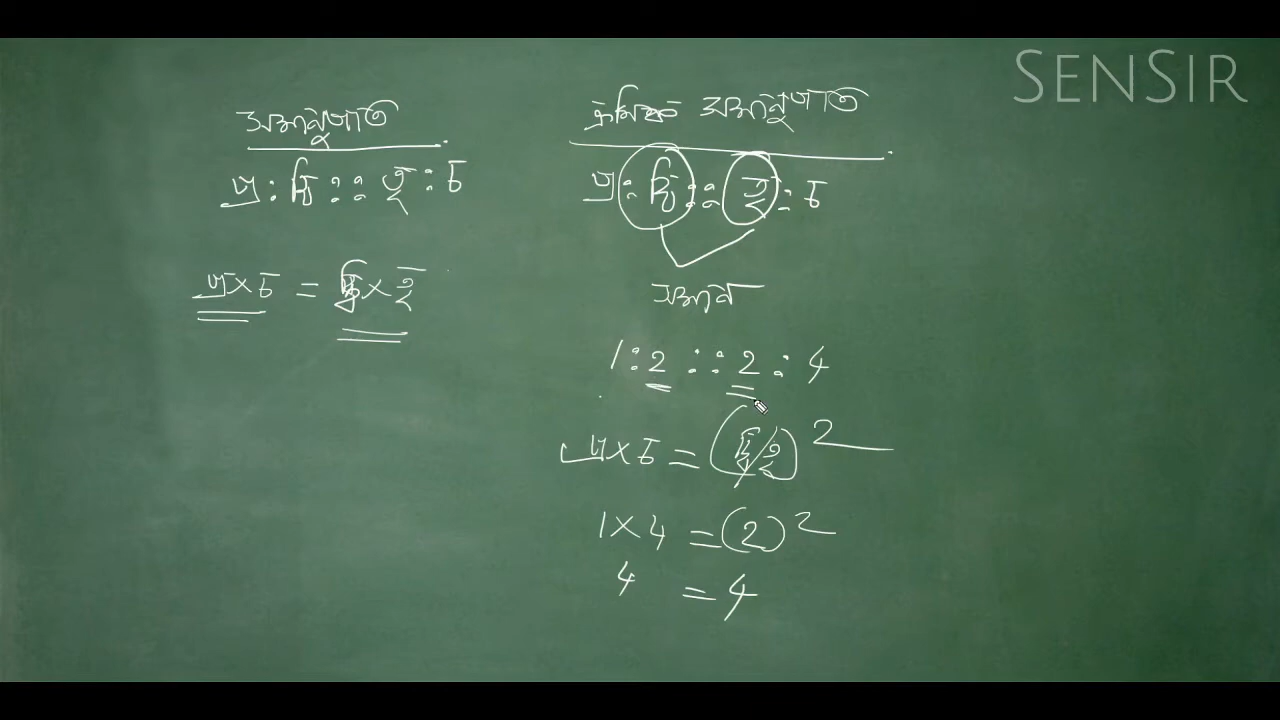 SENSIR
সমানুপাত
প্র : দ্বি :: তৃ : চ
প্র × চ = দ্বি × তৃ
ক্রমিক সমানুপাত
প্র : দ্বি :: তৃ : চ
সমান
1 : 2 :: 2 : 4
প্র × চ = (দ্বি/তৃ)2
1 × 4 = (2)2
4 = 4